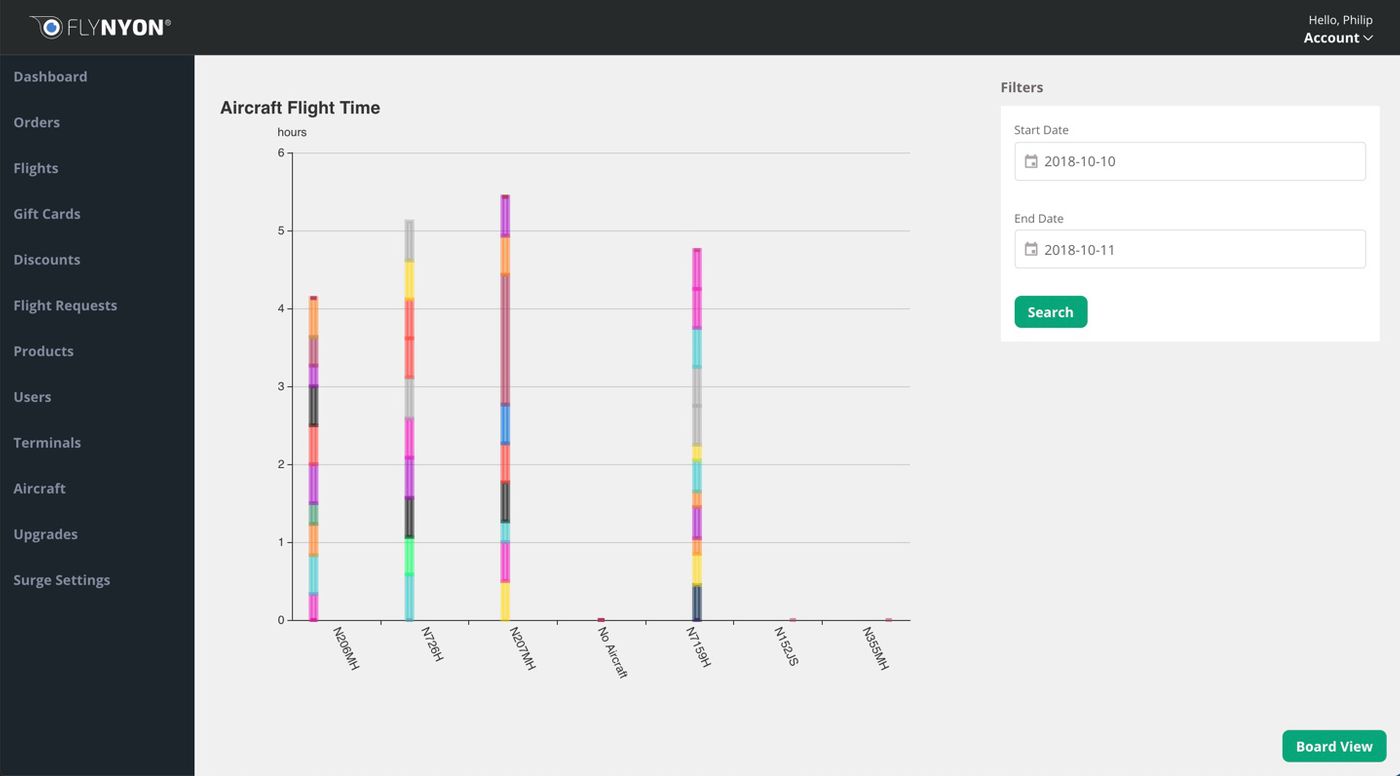 FLYNYON®
Hello, Philip
Account
Dashboard
Orders
Flights
Gift Cards
Discounts
Flight Requests
Products
Users
Terminals
Aircraft
Upgrades
Surge Settings
Aircraft Flight Time
hours
6
5
4
3
2
1
0
N206MH
N726H
N207MH
No Aircraft
N7159H
N152JS
N355MH
Filters
Start Date
2018-10-10
End Date
2018-10-11
Search
Board View